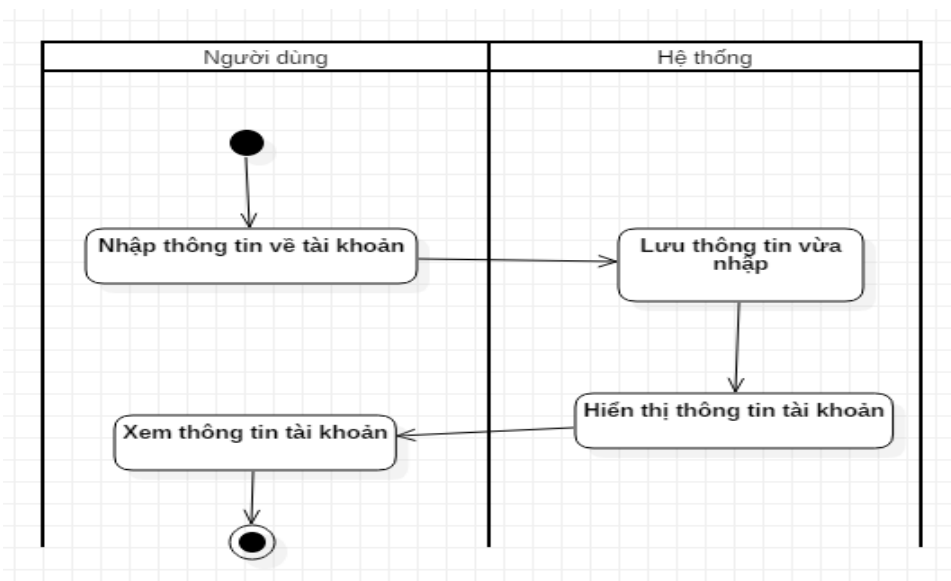 Người dùng
Hệ thống
Nhập thông tin về tài khoản
Lưu thông tin vừa
nhập
Hiển thị thông tin tài khoản
Xem thông tin tài khoản